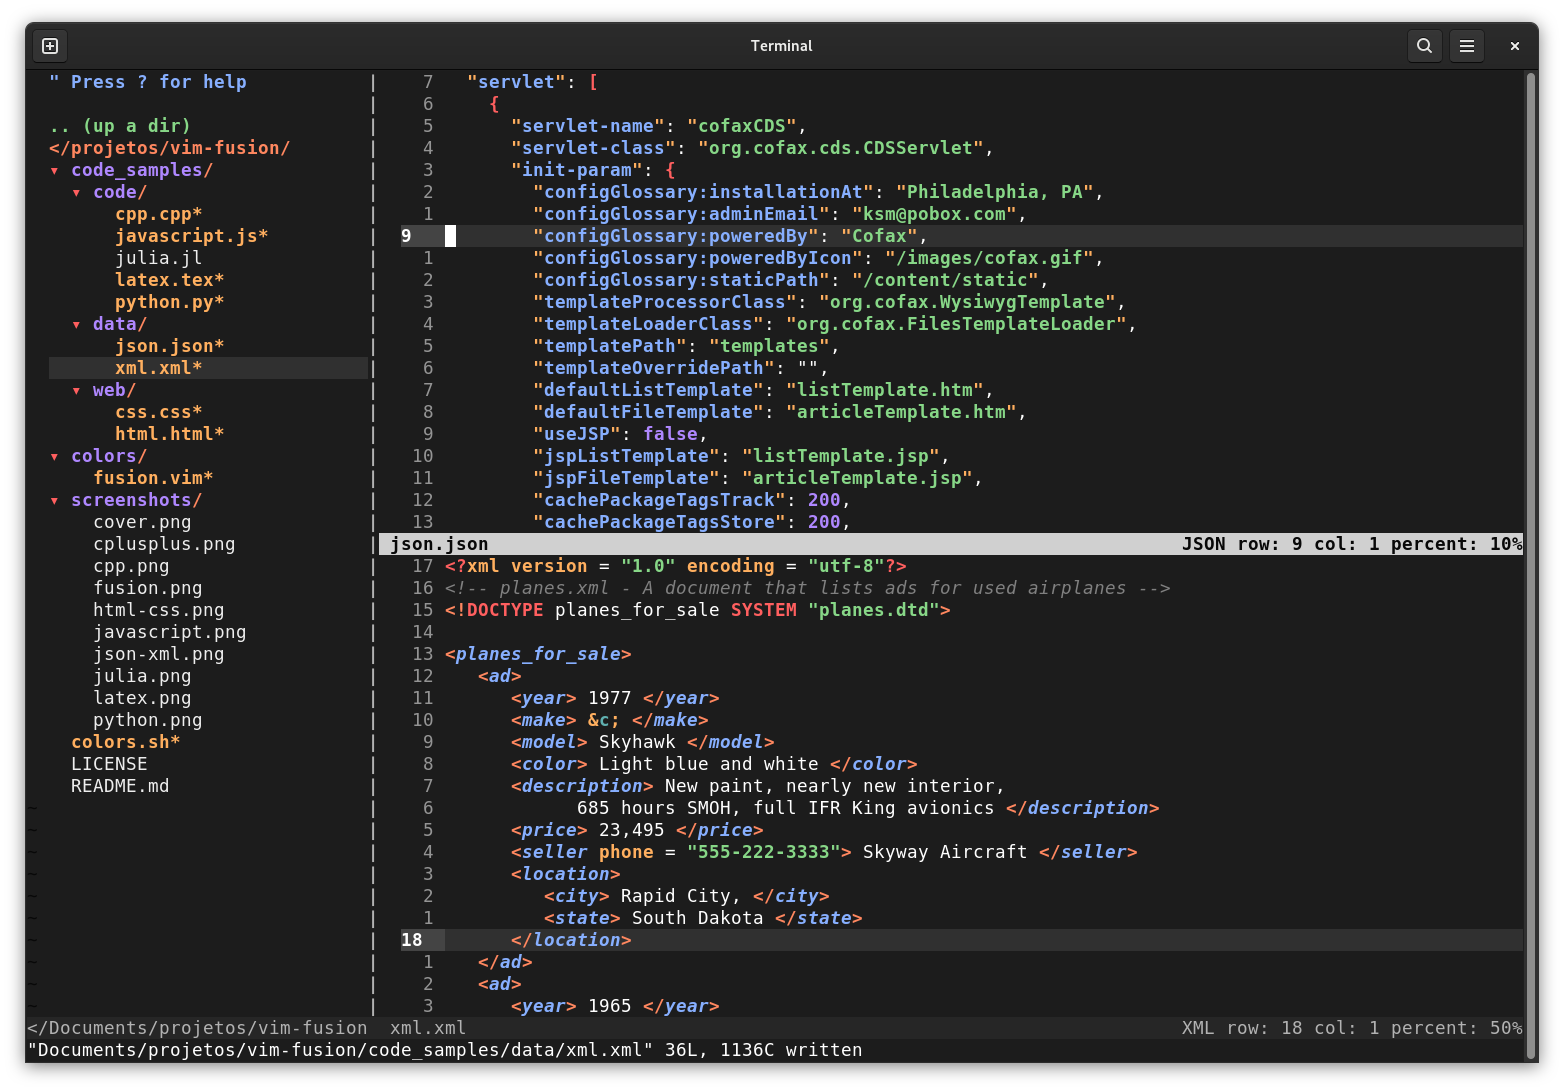 Terminal
" Press ? for help
.. (up a dir)
</projetos/vim-fusion/
▾ code_samples/
▾ code/
cpp.cpp*
javascript.js*
julia.jl
latex.tex*
python.py*
▾ data/
json.json*
xml.xml*
▾ web/
css.css*
html.html*
▾ colors/
fusion.vim*
▾ screenshots/
cover.png
cplusplus.png
cpp.png
fusion.png
html-css.png
javascript.png
json-xml.png
julia.png
latex.png
python.png
colors.sh*
LICENSE
README.md
~
~
~
~
~
~
~
~
~
~
7 "servlet": [
6 {
5 "servlet-name": "cofaxCDS",
4 "servlet-class": "org.cofax.cds.CDSServlet",
3 "init-param": {
2 "configGlossary:installationAt": "Philadelphia, PA",
1 "configGlossary:adminEmail": "ksm@pobox.com",
9 "configGlossary:poweredBy": "Cofax",
1 "configGlossary:poweredByIcon": "/images/cofax.gif",
2 "configGlossary:staticPath": "/content/static",
3 "templateProcessorClass": "org.cofax.WysiwygTemplate",
4 "templateLoaderClass": "org.cofax.FilesTemplateLoader",
5 "templatePath": "templates",
6 "templateOverridePath": "",
7 "defaultListTemplate": "listTemplate.htm",
8 "defaultFileTemplate": "articleTemplate.htm",
9 "useJSP": false,
10 "jspListTemplate": "listTemplate.jsp",
11 "jspFileTemplate": "articleTemplate.jsp",
12 "cachePackageTagsTrack": 200,
13 "cachePackageTagsStore": 200,
json.json JSON row: 9 col: 1 percent: 10%
17 <?xml version = "1.0" encoding = "utf-8"?>
16 <!-- planes.xml - A document that lists ads for used airplanes -->
15 <!DOCTYPE planes_for_sale SYSTEM "planes.dtd">
14
13 <planes_for_sale>
12 <ad>
11 <year> 1977 </year>
10 <make> &c; </make>
9 <model> Skyhawk </model>
8 <color> Light blue and white </color>
7 <description> New paint, nearly new interior,
6 685 hours SMOH, full IFR King avionics </description>
5 <price> 23,495 </price>
4 <seller phone = "555-222-3333"> Skyway Aircraft </seller>
3 <location>
2 <city> Rapid City, </city>
1 <state> South Dakota </state>
18 </location>
1 </ad>
2 <ad>
3 <year> 1965 </year>
</Documents/projetos/vim-fusion xml.xml XML row: 18 col: 1 percent: 50%
"Documents/projetos/vim-fusion/code_samples/data/xml.xml" 36L, 1136C written